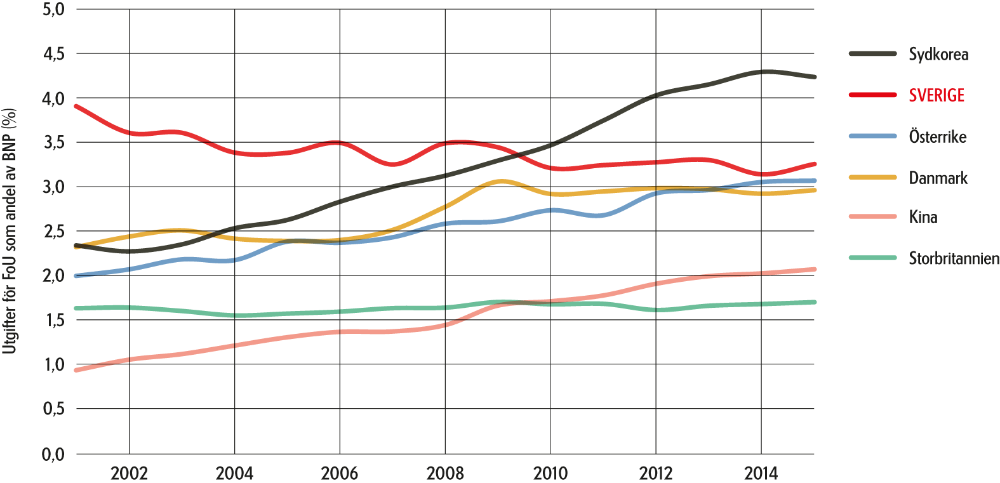 Utgifter för FoU som andel av BNP (%)
5,0
4,5
4,0
3,5
3,0
2,5
2,0
1,5
1,0
0,5
0,0
2002 2004 2006 2008 2010 2012 2014
Sydkorea
SVERIGE
Österrike
Danmark
Kina
Storbritannien